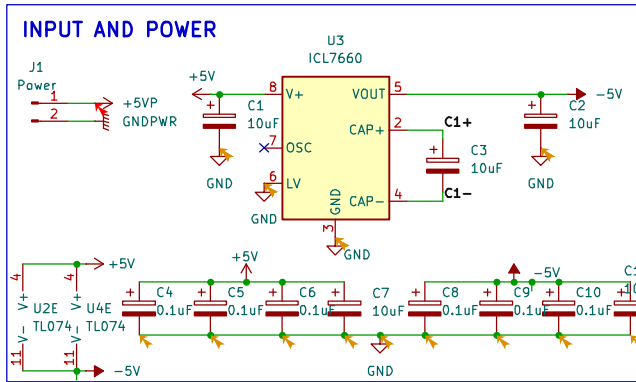 INPUT AND POWER
J1
Power
1
2
+5VP
GNDPWR
U3
ICL7660
+5V
8
V+
VOUT
5
-5V
C1
10uF
GND
7
OSC
6
LV
GND
CAP+
2
C1+
C3
10uF
CAP-
4
C1-
GND
3
GND
C2
10uF
GND
4
V+
U2E
TL074
V-
11
4
V+
U4E
TL074
V-
11
+5V
-5V
+5V
C4
0.1uF
C5
0.1uF
C6
0.1uF
C7
10uF
GND
C8
0.1uF
-5V
C9
0.1uF
C10
0.1uF